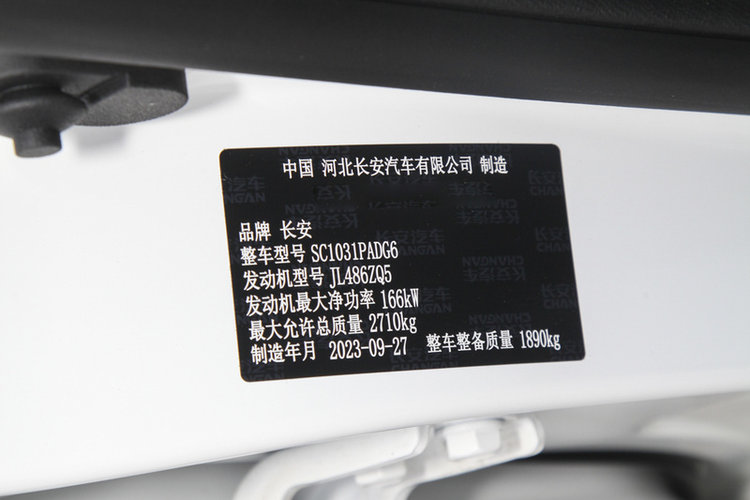 中国 河北长安汽车有限公司 制造
品牌 长安
整车型号 SC1031PADG6
发动机型号 JL486ZQ5
发动机最大净功率 166kW
最大允许总质量 2710kg
制造年月 2023-09-27 整车整备质量 1890kg